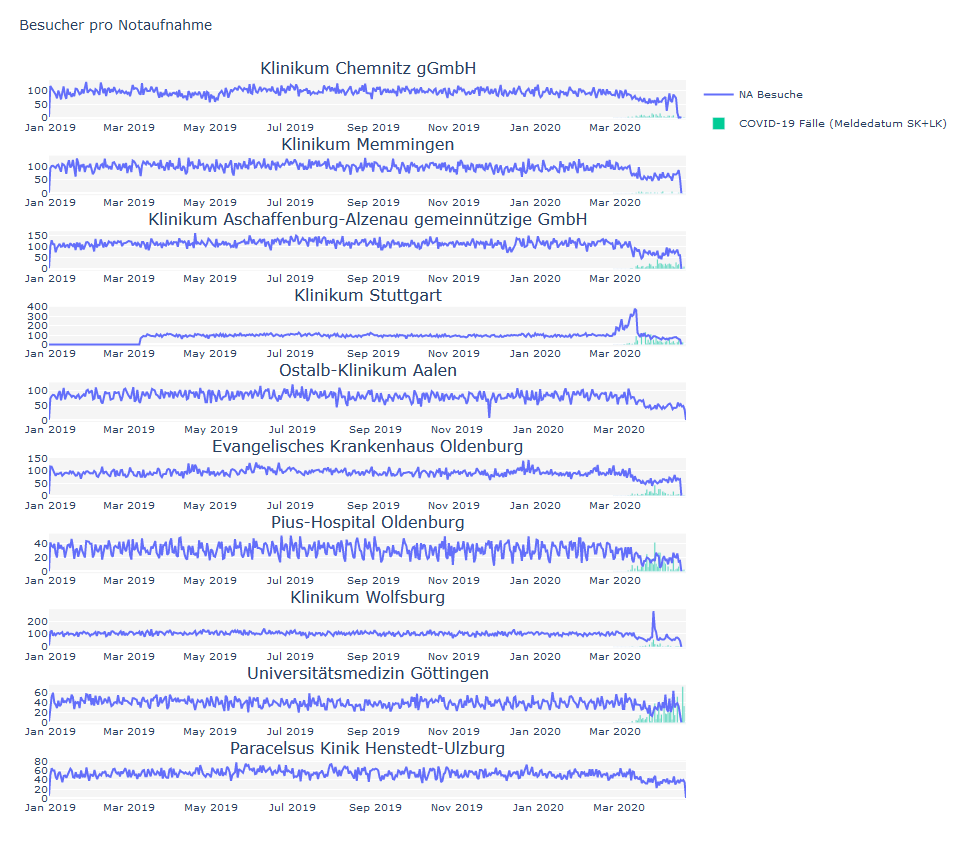 Besucher pro Notaufnahme
Klinikum Chemnitz gGmbH
100
50
0
Jan 2019 Mar 2019 May 2019 Jul 2019 Sep 2019 Nov 2019 Jan 2020 Mar 2020
NA Besuche
COVID-19 Fälle (Meldedatum SK+LK)
Klinikum Memmingen
100
50
0
Jan 2019 Mar 2019 May 2019 Jul 2019 Sep 2019 Nov 2019 Jan 2020 Mar 2020
Klinikum Aschaffenburg-Alzenau gemeinnützige GmbH
150
100
50
0
Jan 2019 Mar 2019 May 2019 Jul 2019 Sep 2019 Nov 2019 Jan 2020 Mar 2020
Klinikum Stuttgart
400
300
200
100
0
Jan 2019 Mar 2019 May 2019 Jul 2019 Sep 2019 Nov 2019 Jan 2020 Mar 2020
Ostalb-Klinikum Aalen
100
50
0
Jan 2019 Mar 2019 May 2019 Jul 2019 Sep 2019 Nov 2019 Jan 2020 Mar 2020
Evangelisches Krankenhaus Oldenburg
150
100
50
0
Jan 2019 Mar 2019 May 2019 Jul 2019 Sep 2019 Nov 2019 Jan 2020 Mar 2020
Pius-Hospital Oldenburg
40
20
0
Jan 2019 Mar 2019 May 2019 Jul 2019 Sep 2019 Nov 2019 Jan 2020 Mar 2020
Klinikum Wolfsburg
200
100
0
Jan 2019 Mar 2019 May 2019 Jul 2019 Sep 2019 Nov 2019 Jan 2020 Mar 2020
Universitätsmedizin Göttingen
60
40
20
0
Jan 2019 Mar 2019 May 2019 Jul 2019 Sep 2019 Nov 2019 Jan 2020 Mar 2020
Paracelsus Kinik Henstedt-Ulzburg
80
60
40
20
0
Jan 2019 Mar 2019 May 2019 Jul 2019 Sep 2019 Nov 2019 Jan 2020 Mar 2020